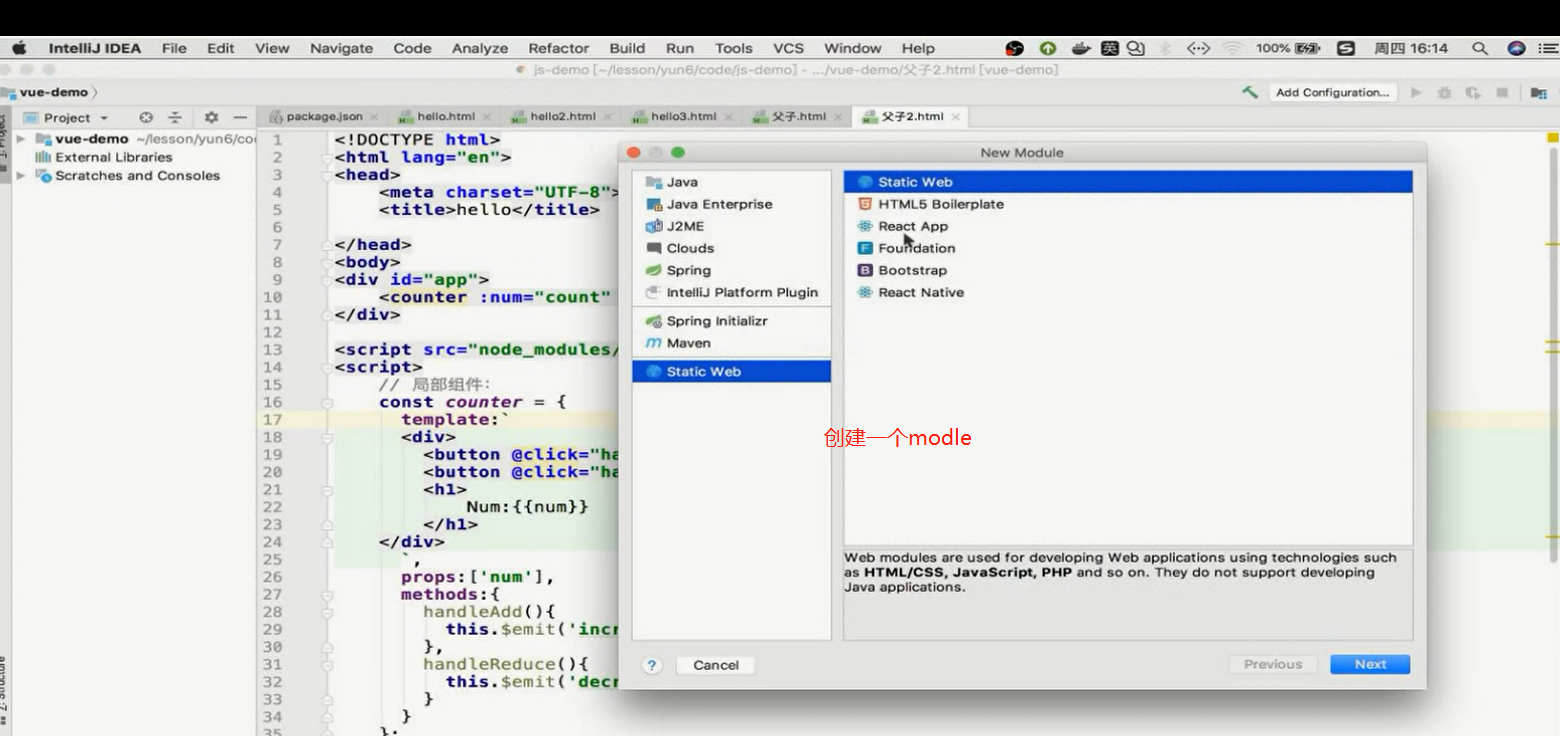 IntelliJ IDEA File Edit View Navigate Code Analyze Refactor Build Run Tools VCS Window Help 英 100% 周四 16:14
js-demo [~/lesson/yun6/code/js-demo] - .../vue-demo/父子2.html [vue-demo]
vue-demo Add Configuration...
Project package.json hello.html hello2.html hello3.html 父子.html 父子2.html
vue-demo ~/lesson/yun6/co
External Libraries
Scratches and Consoles
1 <!DOCTYPE html>
2 <html lang="en">
3 <head>
4 <meta charset="UTF-8">
5 <title>hello</title>
6
7 </head>
8 <body>
9 <div id="app">
10 <counter :num="count"
11 </div>
12
13 <script src="node_modules/
14 <script>
15 // 局部组件:
16 const counter = {
17 template:`
18 <div>
19 <button @click="ha
20 <button @click="ha
21 <h1>
22 Num:{{num}}
23 </h1>
24 </div>
25 `,
26 props:['num'],
27 methods:{
28 handleAdd(){
29 this.$emit('incr
30 },
31 handleReduce(){
32 this.$emit('decr
33 }
34 }
35 };
New Module
Java
Java Enterprise
J2ME
Clouds
Spring
IntelliJ Platform Plugin
Spring Initializr
Maven
Static Web
Static Web
HTML5 Boilerplate
React App
Foundation
Bootstrap
React Native
创建一个modle
Web modules are used for developing Web applications using technologies such
as HTML/CSS, JavaScript, PHP and so on. They do not support developing
Java applications.
? Cancel Previous Next